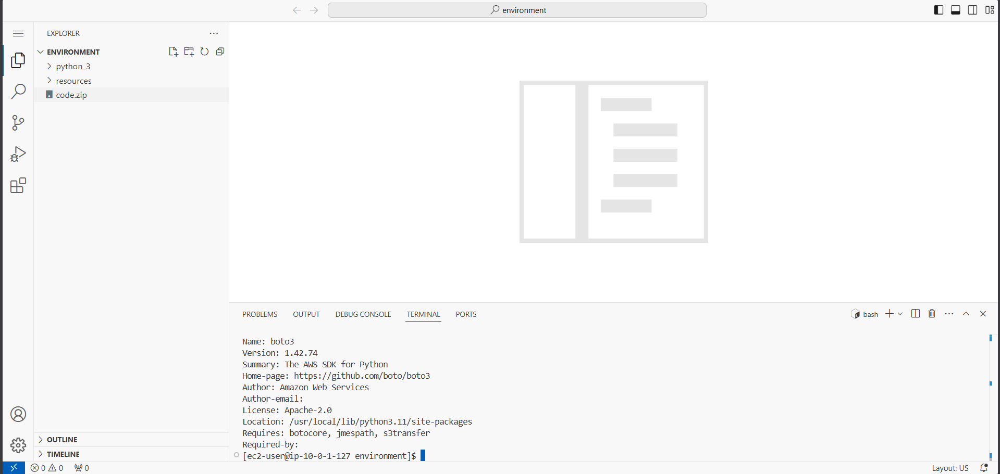 environment
EXPLORER
ENVIRONMENT
python_3
resources
code.zip
OUTLINE
TIMELINE
PROBLEMS OUTPUT DEBUG CONSOLE TERMINAL PORTS
bash
Name: boto3
Version: 1.42.74
Summary: The AWS SDK for Python
Home-page: https://github.com/boto/boto3
Author: Amazon Web Services
Author-email:
License: Apache-2.0
Location: /usr/local/lib/python3.11/site-packages
Requires: botocore, jmespath, s3transfer
Required-by:
[ec2-user@ip-10-0-1-127 environment]$
0 0 0 Layout: US